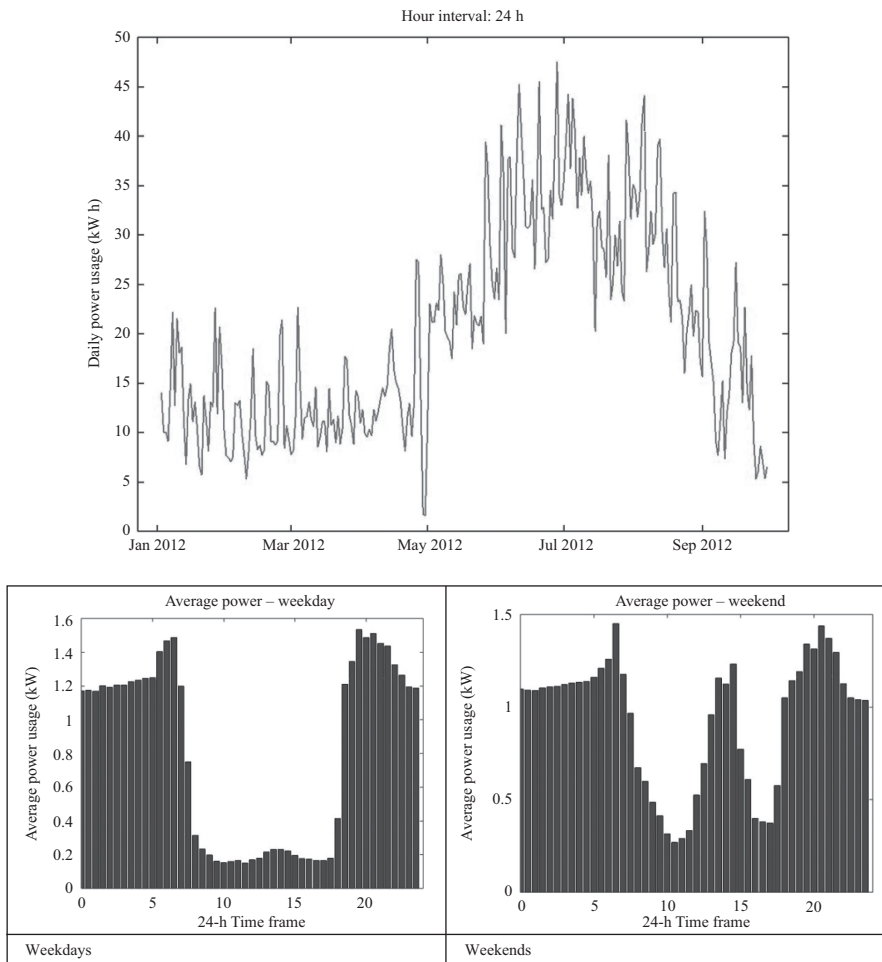 Hour interval: 24 h
50
45
40
35
30
25
20
15
10
5
0
Daily power usage (kW h)
Jan 2012 Mar 2012 May 2012 Jul 2012 Sep 2012
Average power – weekday
1.6
1.4
1.2
1
0.8
0.6
0.4
0.2
0
Average power usage (kW)
0 5 10 15 20
24-h Time frame
Weekdays
Average power – weekend
1.5
1
0.5
0
Average power usage (kW)
0 5 10 15 20
24-h Time frame
Weekends